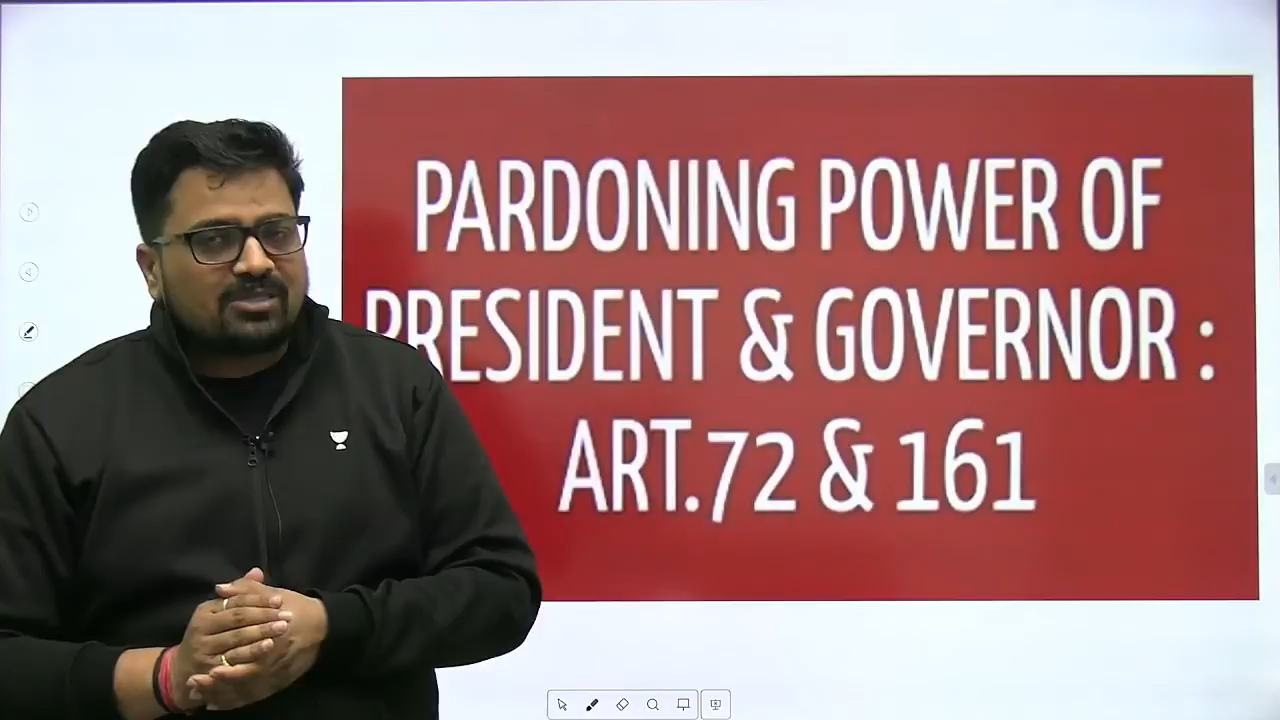 PARDONING POWER OF
PRESIDENT & GOVERNOR :
ART.72 & 161